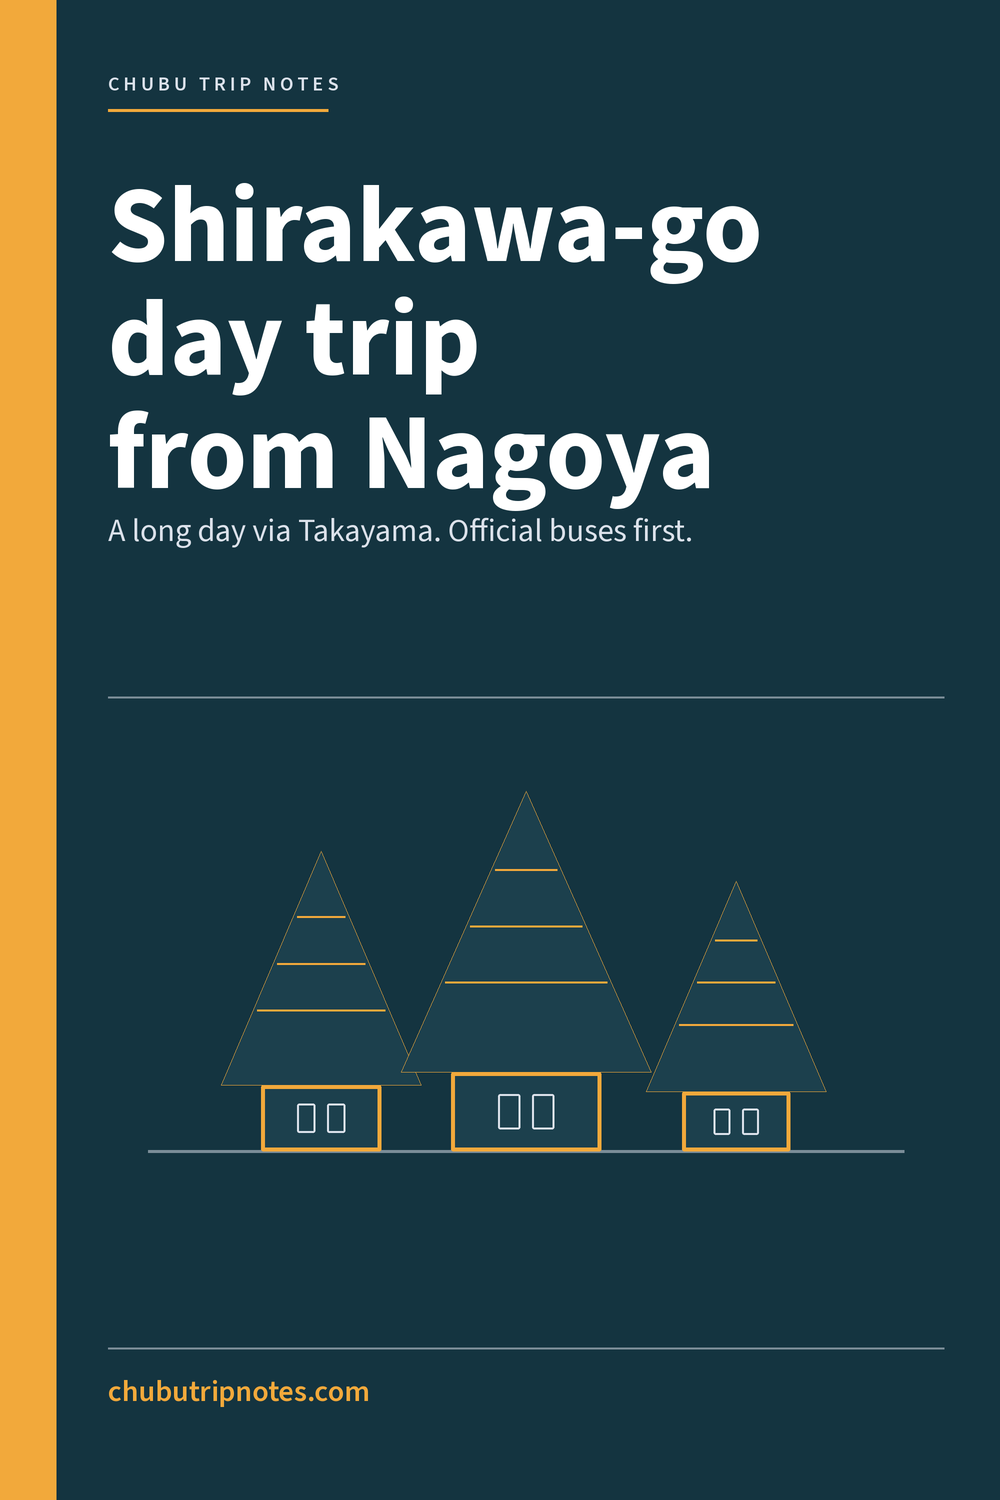 CHUBU TRIP NOTES
Shirakawa-go
day trip
from Nagoya
A long day via Takayama. Official buses first.
chubutripnotes.com